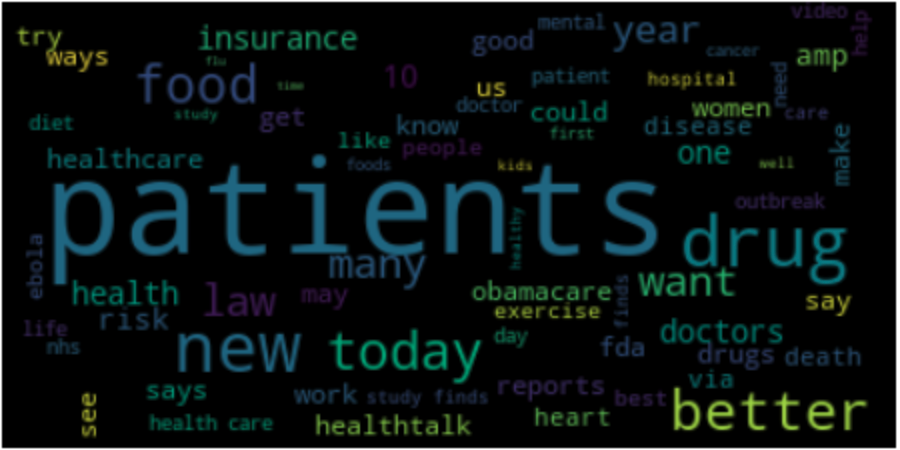 try
ways
insurance
flu
food
time
study
10
get
good
mental
year
video
help
cancer
amp
us
patient
hospital
need
doctor
women
care
could
first
disease
make
diet
like
know
people
foods
kids
one
well
healthcare
patients
drug
outbreak
healthy
ebola
many
health
law
may
obamacare
exercise
finds
want
say
life
nhs
risk
new
today
day
fda
doctors
drugs
death
via
see
says
work
study finds
reports
best
better
health care
healthtalk
heart